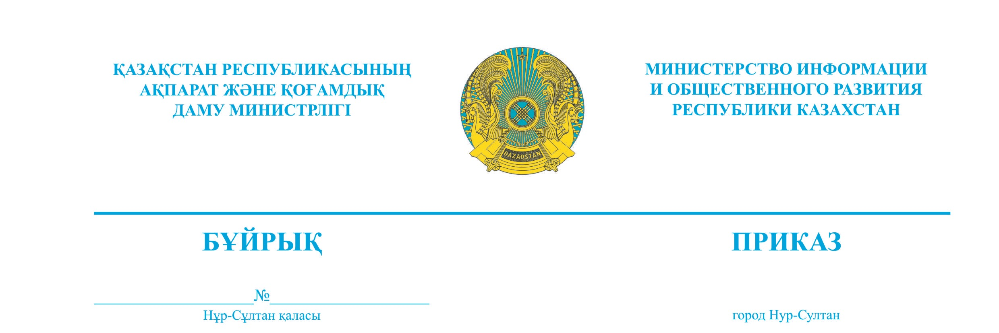 ҚАЗАҚСТАН РЕСПУБЛИКАСЫНЫҢ
АҚПАРАТ ЖӘНЕ ҚОҒАМДЫҚ
ДАМУ МИНИСТРЛІГІ
QAZAQSTAN
МИНИСТЕРСТВО ИНФОРМАЦИИ
И ОБЩЕСТВЕННОГО РАЗВИТИЯ
РЕСПУБЛИКИ КАЗАХСТАН
БҰЙРЫҚ
ПРИКАЗ
№
Нұр-Сұлтан қаласы
город Нур-Султан